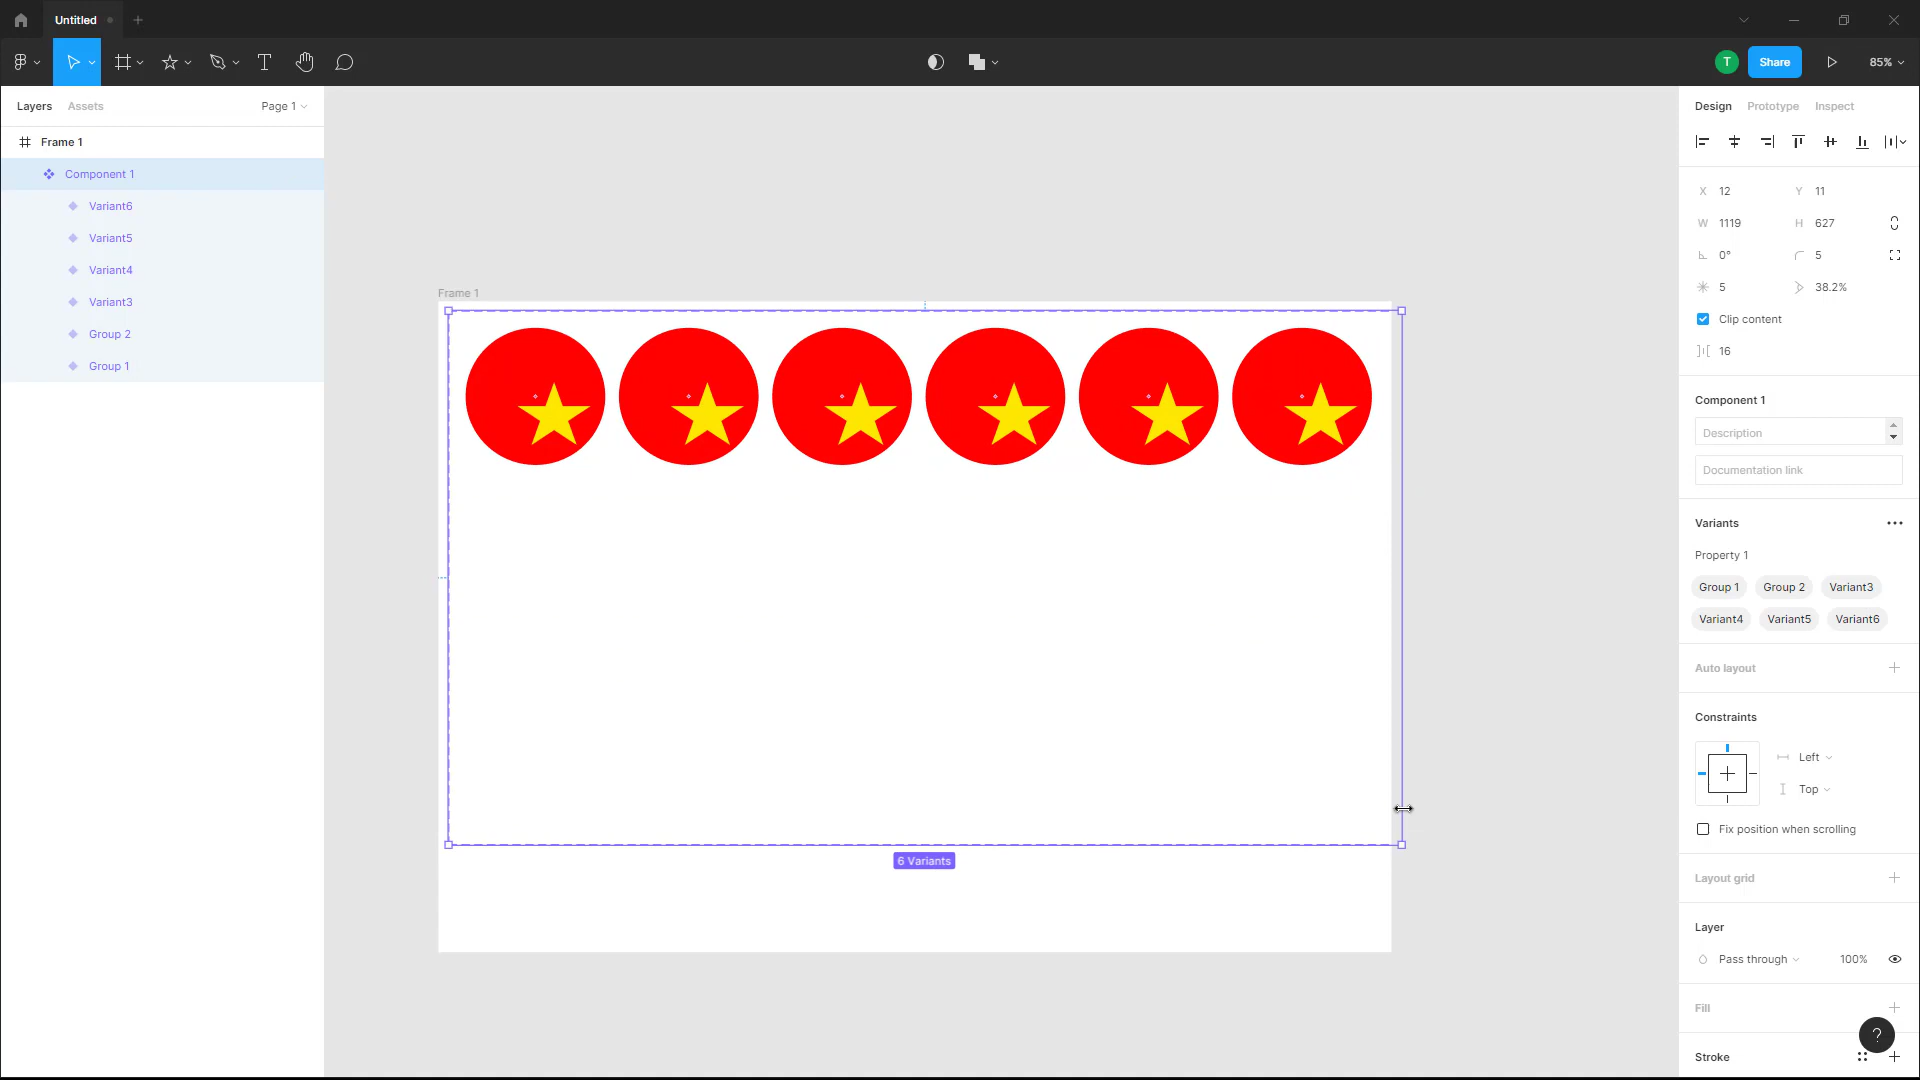 Untitled
T
Share
85%
Layers
Assets
Page 1
Frame 1
Component 1
Variant6
Variant5
Variant4
Variant3
Group 2
Group 1
Frame 1
6 Variants
Design
Prototype
Inspect
X 12
Y 11
W 1119
H 627
0°
5
5
38.2%
Clip content
16
Component 1
Description
Documentation link
Variants
Property 1
Group 1
Group 2
Variant3
Variant4
Variant5
Variant6
Auto layout
Constraints
Left
Top
Fix position when scrolling
Layout grid
Layer
Pass through
100%
Fill
?
Stroke